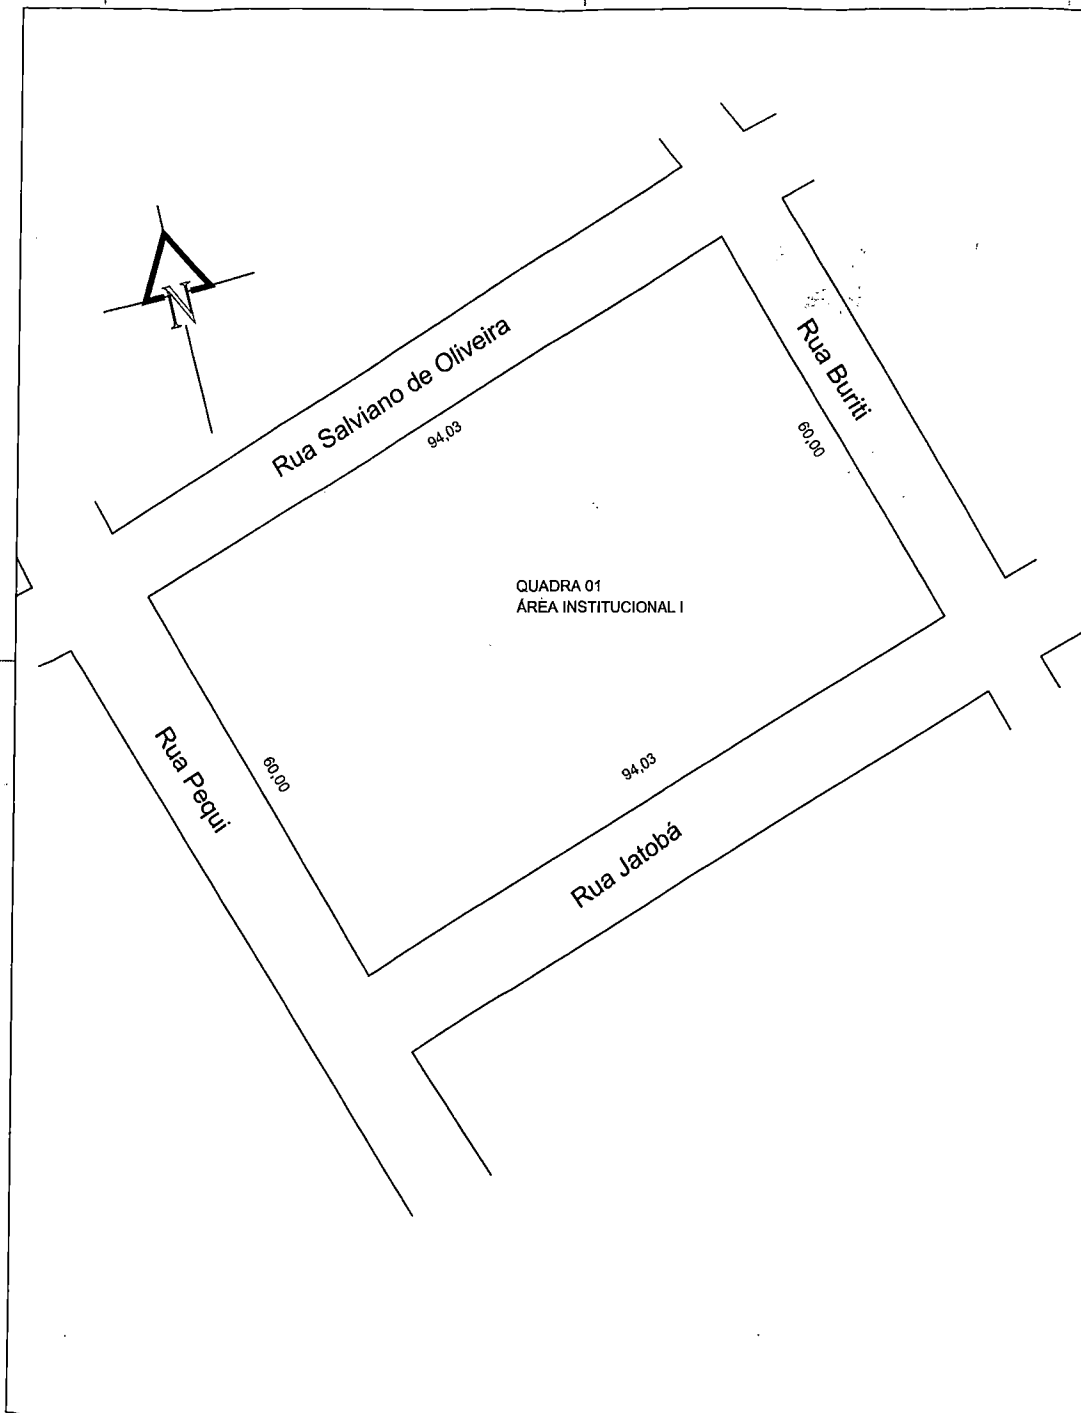 N
Rua Salviano de Oliveira
94,03
Rua Buriti
60,00
QUADRA 01
ÁREA INSTITUCIONAL I
Rua Pequi
60,00
94,03
Rua Jatobá